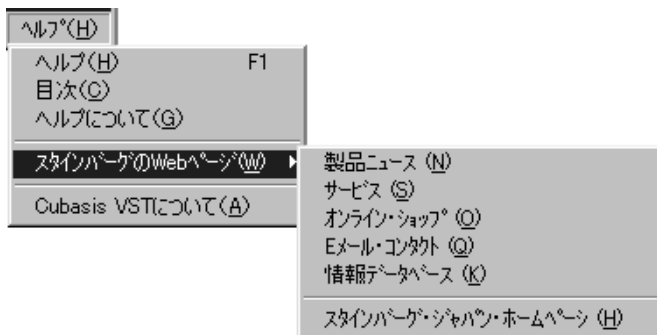 ﾍﾙﾌﾟ(H)
ヘルプ(H) F1
目次(C)
ヘルプについて(G)
ｽﾀｲﾝﾊﾞｰｸﾞのWebﾍﾟｰｼﾞ(W)
Cubasis VSTについて(A)
製品ニュース (N)
サービス (S)
ｵﾝﾗｲﾝ・ｼｮｯﾌﾟ (O)
Eﾒｰﾙ・ｺﾝﾀｸﾄ (Q)
情報ﾃﾞｰﾀﾍﾞｰｽ (K)
ｽﾀｲﾝﾊﾞｰｸﾞ・ｼﾞｬﾊﾟﾝ・ﾎｰﾑﾍﾟｰｼﾞ (H)